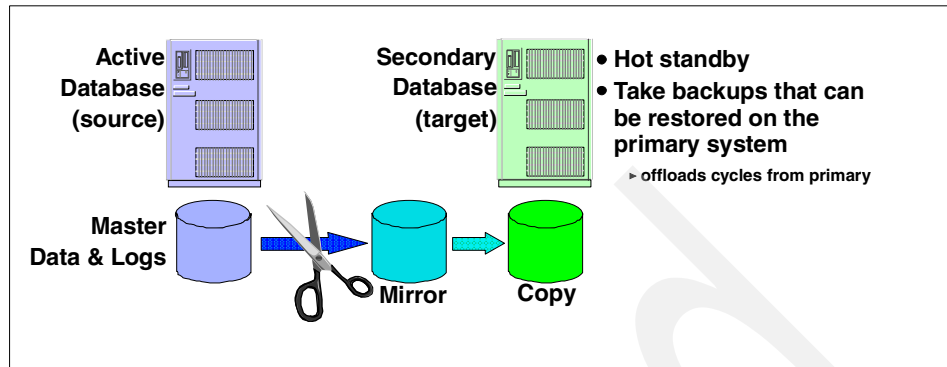 Active
Database
(source)
Secondary
Database
(target)
• Hot standby
• Take backups that can
be restored on the
primary system
► offloads cycles from primary
Master
Data & Logs
Mirror
Copy